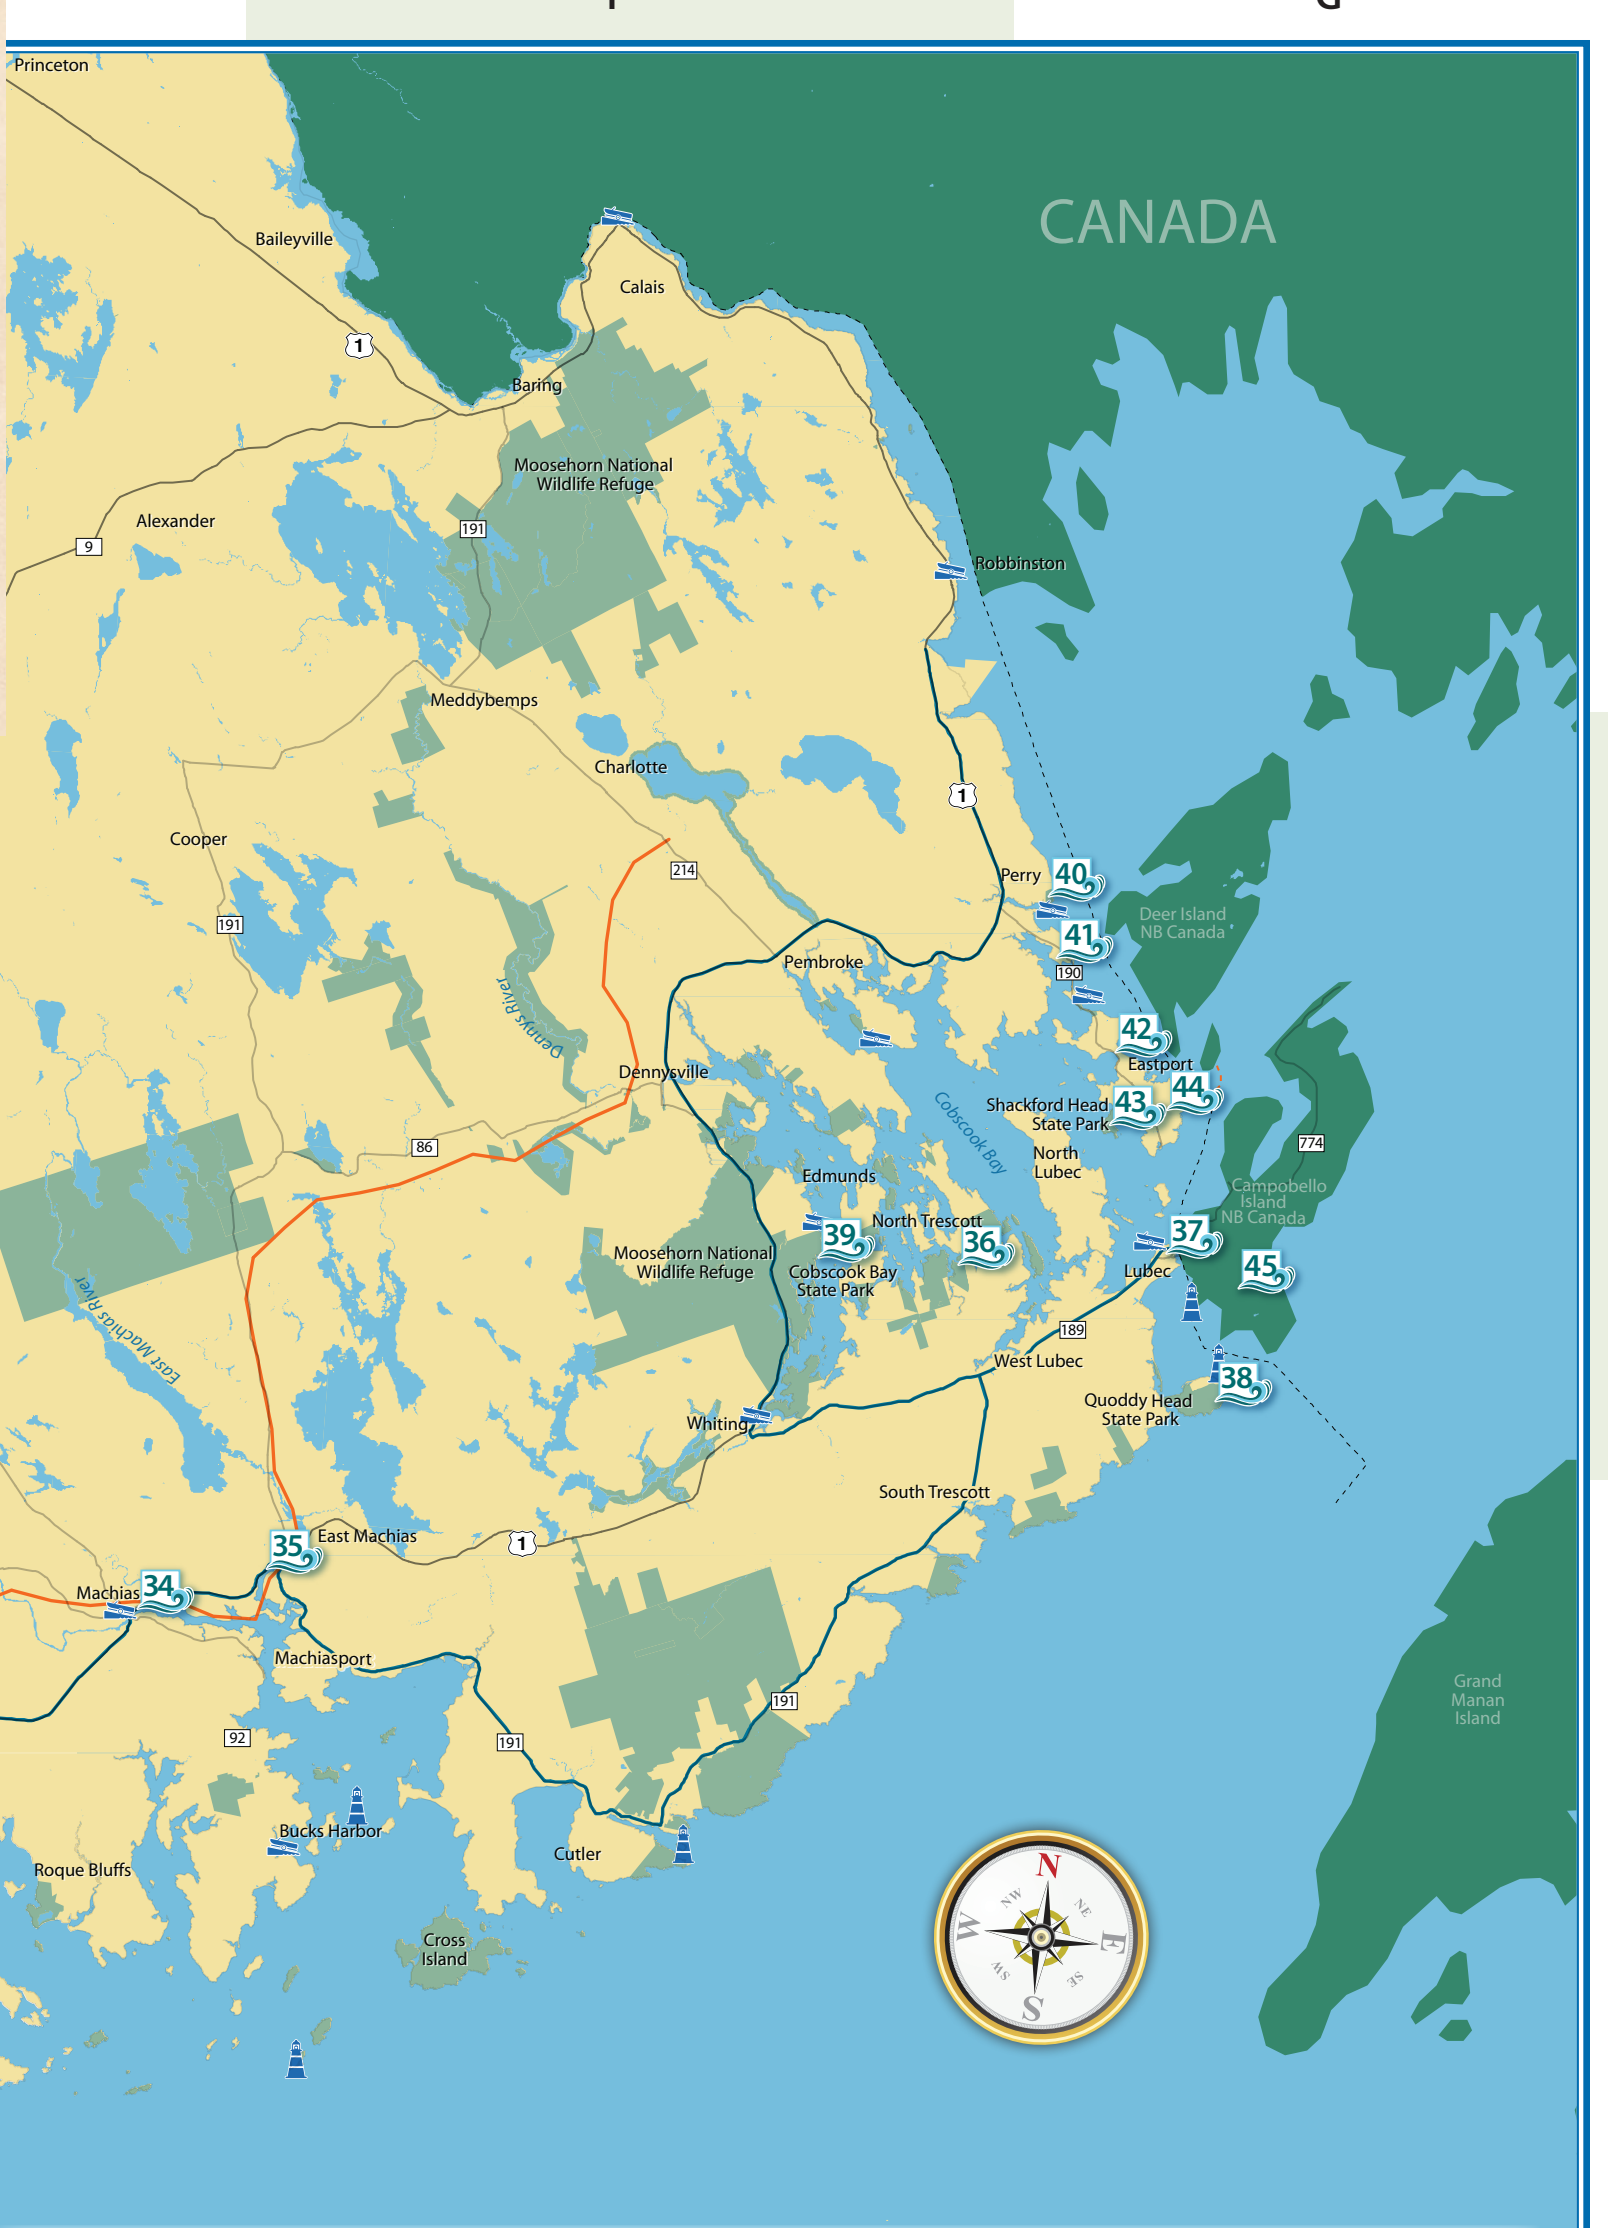 Princeton
CANADA
Baileyville
Calais
1
Baring
Moosehorn National
Wildlife Refuge
Alexander
191
9
Robbinston
Meddybemps
Charlotte
1
Cooper
214
Perry
40
Deer Island
NB Canada
191
41
Pembroke
190
Dennys River
42
Eastport
Dennysville
44
Cobscook Bay
Shackford Head
State Park
43
86
774
North
Lubec
Edmunds
Campobello
Island
NB Canada
North Trescott
39
36
37
Moosehorn National
Wildlife Refuge
Cobscook Bay
State Park
Lubec
45
East Machias River
189
West Lubec
38
Quoddy Head
State Park
Whiting
South Trescott
East Machias
35
1
Machias
34
Machiasport
Grand
Manan
Island
191
92
191
Bucks Harbor
Cutler
Roque Bluffs
Cross
Island
N
NW
NE
W
E
SW
SE
S